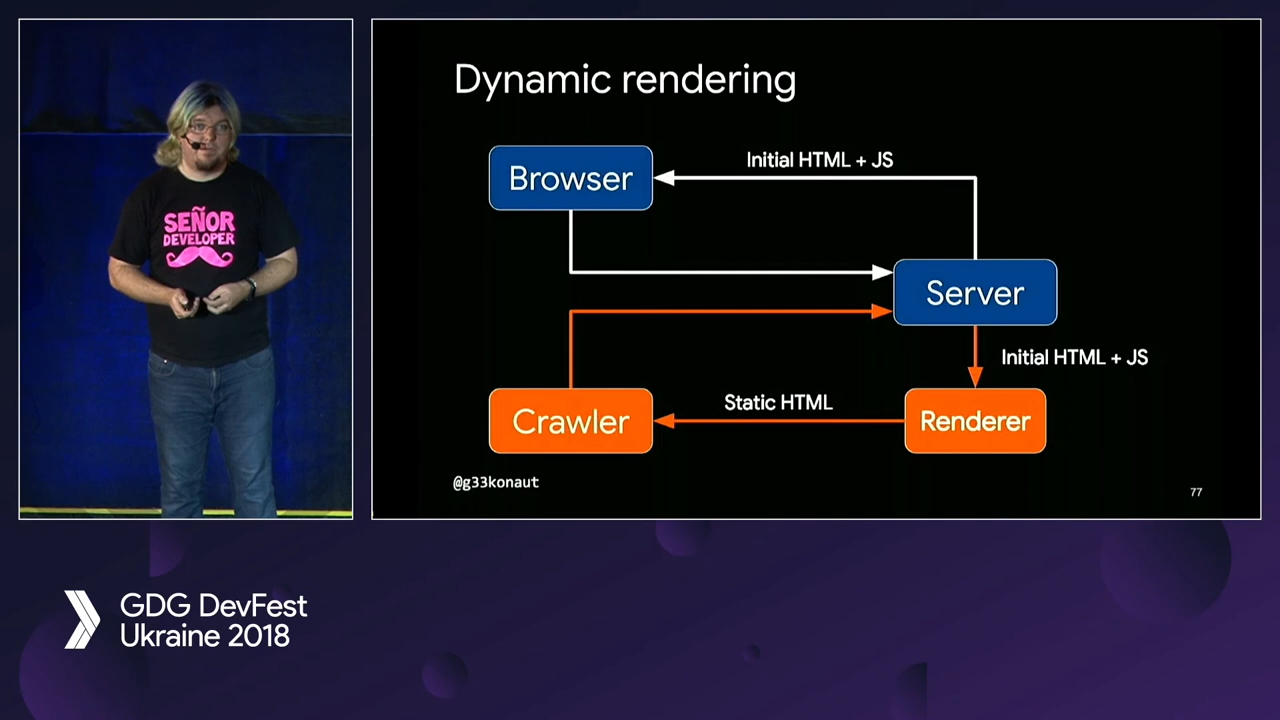 SEÑOR
DEVELOPER
Dynamic rendering
Browser
Initial HTML + JS
Server
Initial HTML + JS
Crawler
Static HTML
Renderer
@g33konaut
77
GDG DevFest
Ukraine 2018